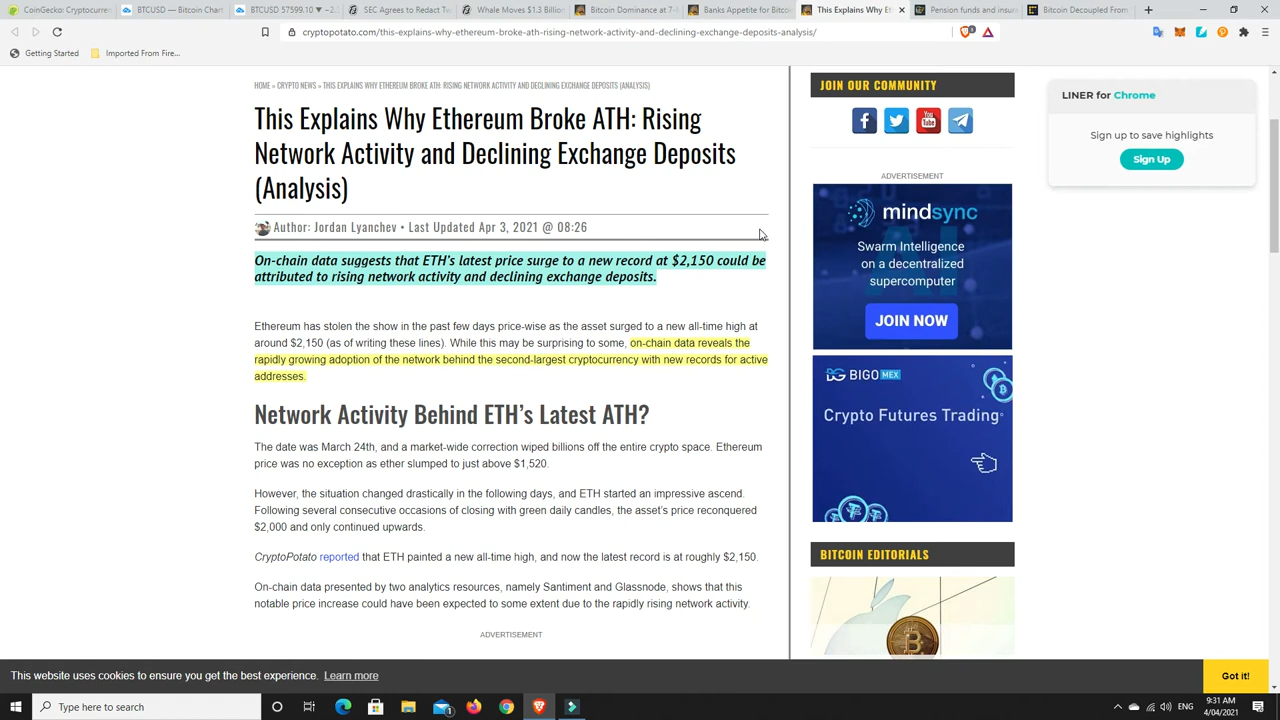 CoinGecko: Cryptocurren
BTCUSD — Bitcoin Chart
BTCUSD 57599.10 ▼ −2.
SEC Agrees to Redact Tw
Whale Moves $1.3 Billion
Bitcoin Dominance at 7-M
Banks Appetite for Bitco
This Explains Why Eth
Pension funds and insur
Bitcoin Decoupled From
cryptopotato.com/this-explains-why-ethereum-broke-ath-rising-network-activity-and-declining-exchange-deposits-analysis/
Getting Started
Imported From Fire...
HOME » CRYPTO NEWS » THIS EXPLAINS WHY ETHEREUM BROKE ATH: RISING NETWORK ACTIVITY AND DECLINING EXCHANGE DEPOSITS (ANALYSIS)
This Explains Why Ethereum Broke ATH: Rising
Network Activity and Declining Exchange Deposits
(Analysis)
Author: Jordan Lyanchev • Last Updated Apr 3, 2021 @ 08:26
On-chain data suggests that ETH's latest price surge to a new record at $2,150 could be
attributed to rising network activity and declining exchange deposits.
Ethereum has stolen the show in the past few days price-wise as the asset surged to a new all-time high at
around $2,150 (as of writing these lines). While this may be surprising to some, on-chain data reveals the
rapidly growing adoption of the network behind the second-largest cryptocurrency with new records for active
addresses.
Network Activity Behind ETH's Latest ATH?
The date was March 24th, and a market-wide correction wiped billions off the entire crypto space. Ethereum
price was no exception as ether slumped to just above $1,520.
However, the situation changed drastically in the following days, and ETH started an impressive ascend.
Following several consecutive occasions of closing with green daily candles, the asset's price reconquered
$2,000 and only continued upwards.
CryptoPotato reported that ETH painted a new all-time high, and now the latest record is at roughly $2,150.
On-chain data presented by two analytics resources, namely Santiment and Glassnode, shows that this
notable price increase could have been expected to some extent due to the rapidly rising network activity.
ADVERTISEMENT
JOIN OUR COMMUNITY
ADVERTISEMENT
mindsync
Swarm Intelligence
on a decentralized
supercomputer
JOIN NOW
BIGO MEX
Crypto Futures Trading
BITCOIN EDITORIALS
LINER for Chrome
Sign up to save highlights
Sign Up
This website uses cookies to ensure you get the best experience. Learn more
Got it!
Type here to search
ENG
9:31 AM
4/04/2021